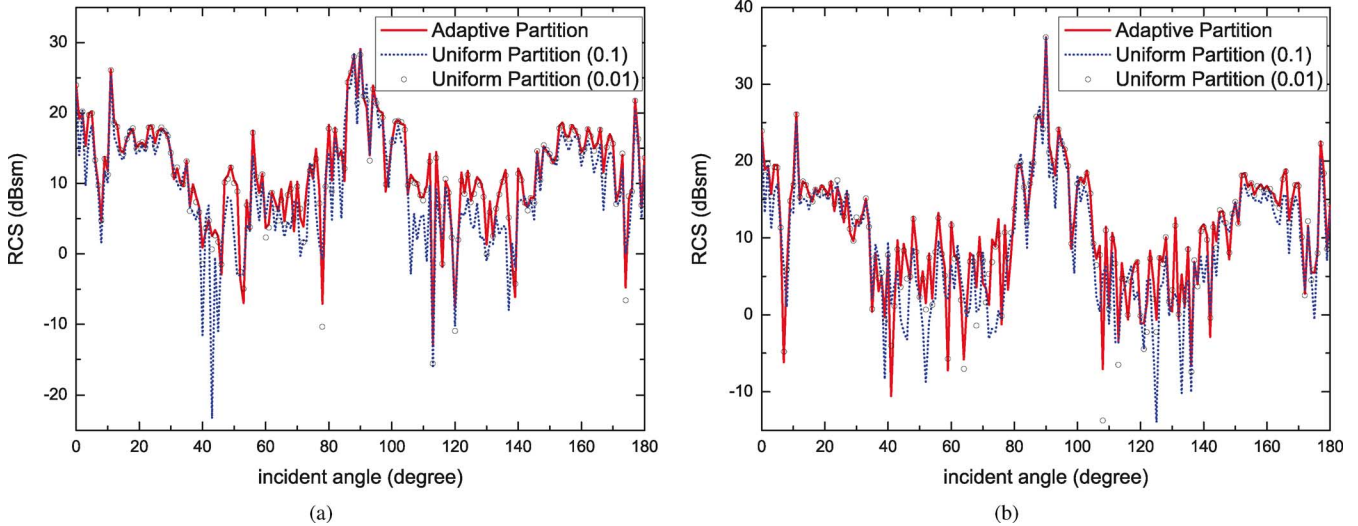 30
20
10
0
-10
-20
RCS (dBsm)
0 20 40 60 80 100 120 140 160 180
incident angle (degree)
Adaptive Partition
Uniform Partition (0.1)
Uniform Partition (0.01)
(a)
40
30
20
10
0
-10
RCS (dBsm)
0 20 40 60 80 100 120 140 160 180
incident angle (degree)
Adaptive Partition
Uniform Partition (0.1)
Uniform Partition (0.01)
(b)